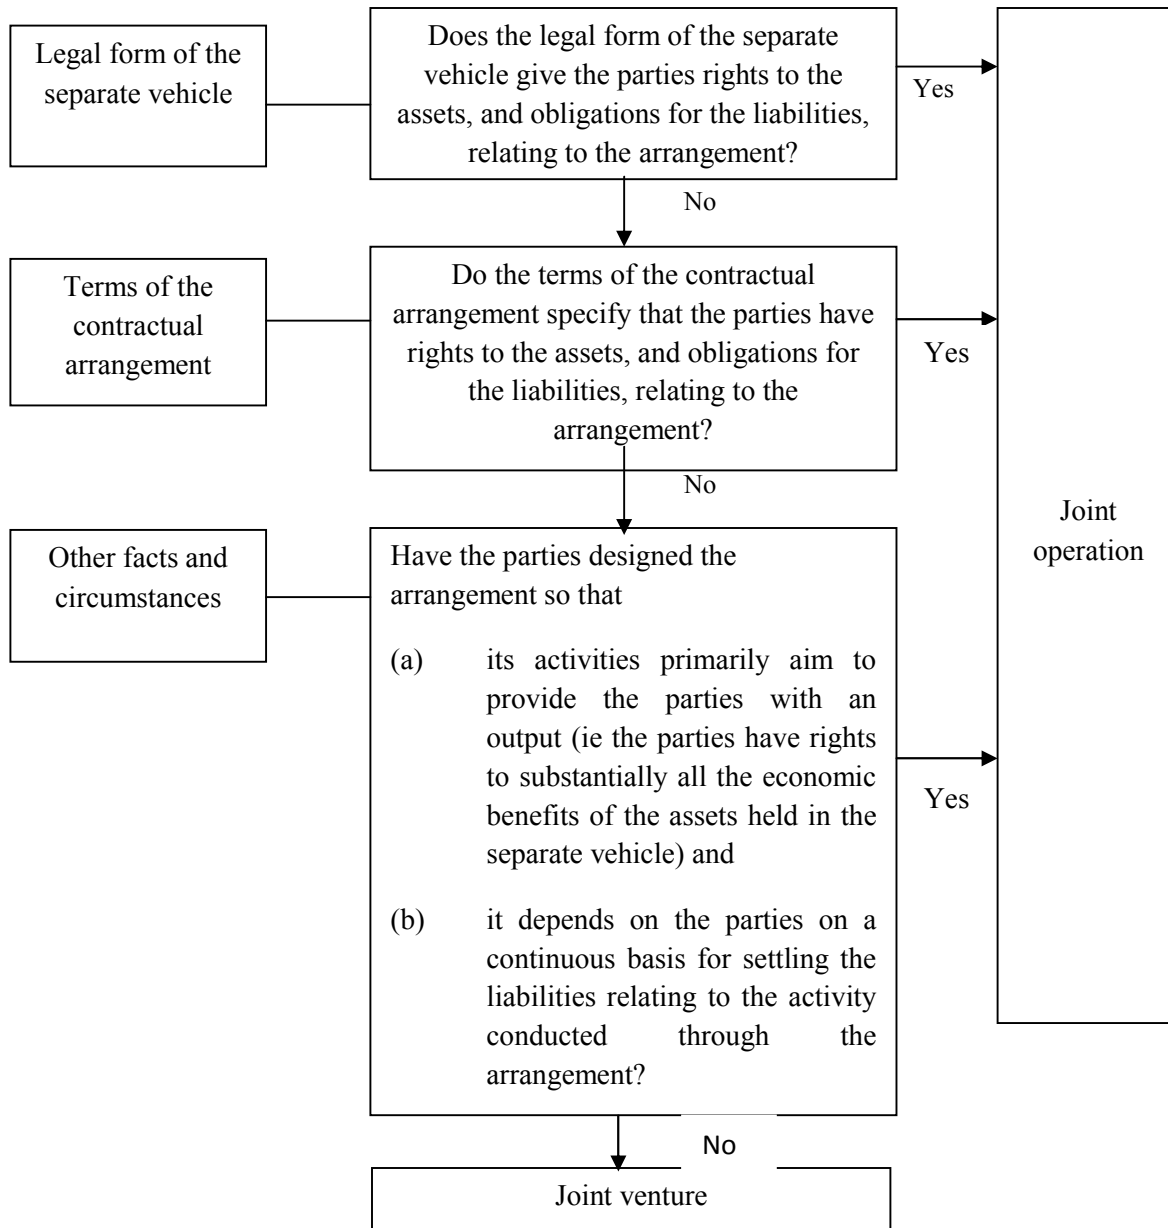 Legal form of the
separate vehicle
Does the legal form of the separate
vehicle give the parties rights to the
assets, and obligations for the liabilities,
relating to the arrangement?
Yes
No
Terms of the
contractual
arrangement
Do the terms of the contractual
arrangement specify that the parties have
rights to the assets, and obligations for
the liabilities, relating to the
arrangement?
Yes
No
Other facts and
circumstances
Have the parties designed the
arrangement so that
(a) its activities primarily aim to
provide the parties with an
output (ie the parties have rights
to substantially all the economic
benefits of the assets held in the
separate vehicle) and
(b) it depends on the parties on a
continuous basis for settling the
liabilities relating to the activity
conducted through the
arrangement?
Yes
No
Joint
operation
Joint venture